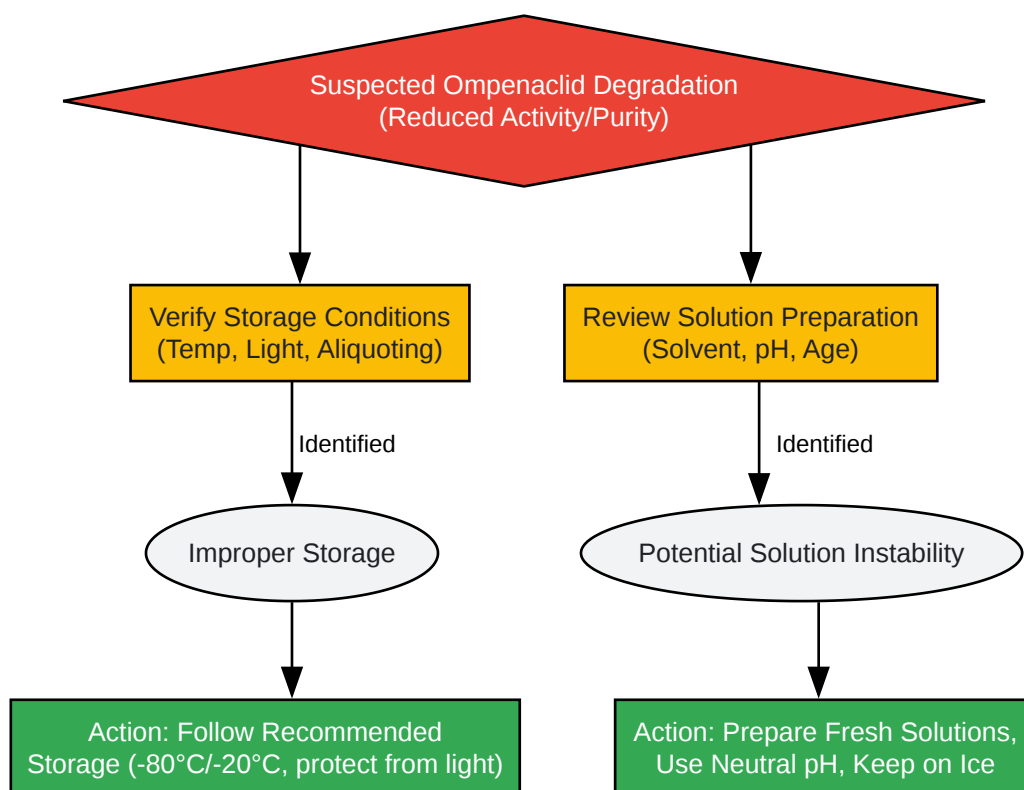 Suspected Ompenaclid Degradation
(Reduced Activity/Purity)
Verify Storage Conditions
(Temp, Light, Aliquoting)
Review Solution Preparation
(Solvent, pH, Age)
Identified
Identified
Improper Storage
Potential Solution Instability
Action: Follow Recommended
Storage (-80°C/-20°C, protect from light)
Action: Prepare Fresh Solutions,
Use Neutral pH, Keep on Ice